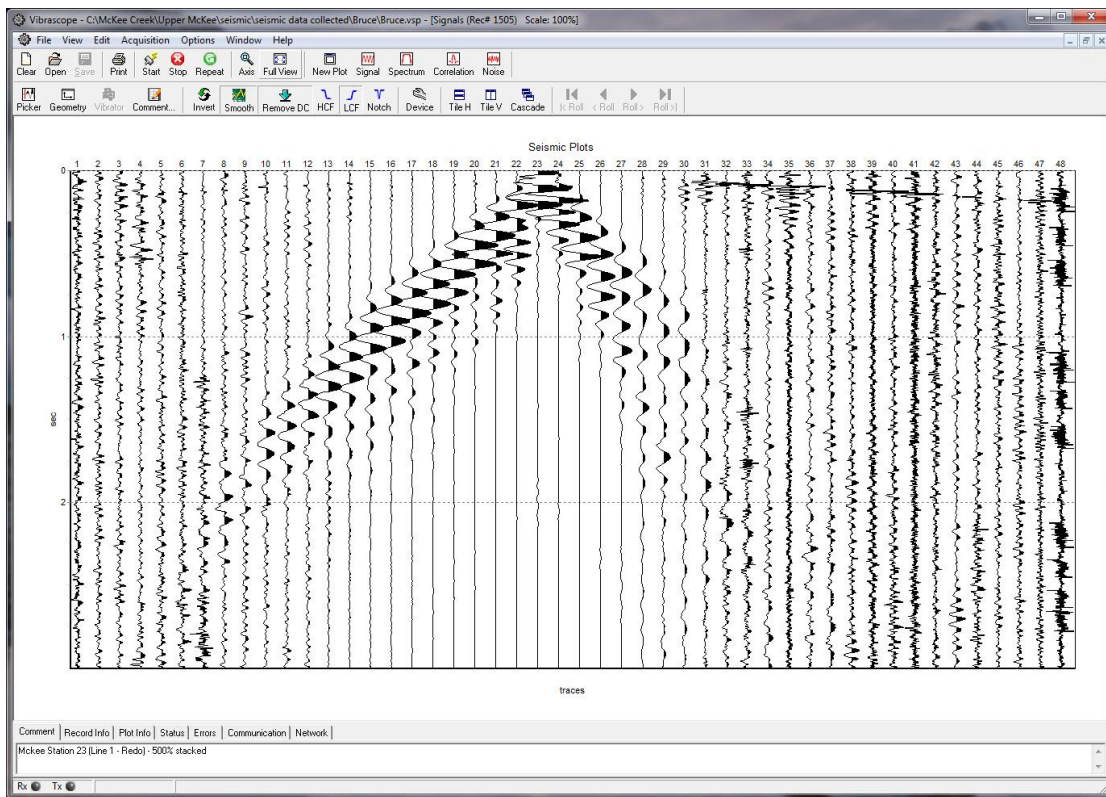 Vibrascope - C:\McKee Creek\Upper McKee\seismic\seismic data collected\Bruce\Bruce.vsp - [Signals (Rec# 1505) Scale: 100%]
File View Edit Acquisition Options Window Help
Clear Open Save Print Start Stop Repeat Axis Full View New Plot Signal Spectrum Correlation Noise
Picker Geometry Vibrator Comment... Invert Smooth Remove DC HCF LCF Notch Device Tile H Tile V Cascade |< Roll < Roll Roll > Roll >|
Seismic Plots
1 2 3 4 5 6 7 8 9 10 11 12 13 14 15 16 17 18 19 20 21 22 23 24 25 26 27 28 29 30 31 32 33 34 35 36 37 38 39 40 41 42 43 44 45 46 47 48
0
1
sec
2
traces
Comment Record Info Plot Info Status Errors Communication Network
Mckee Station 23 (Line 1 - Redo) - 500% stacked
Rx Tx